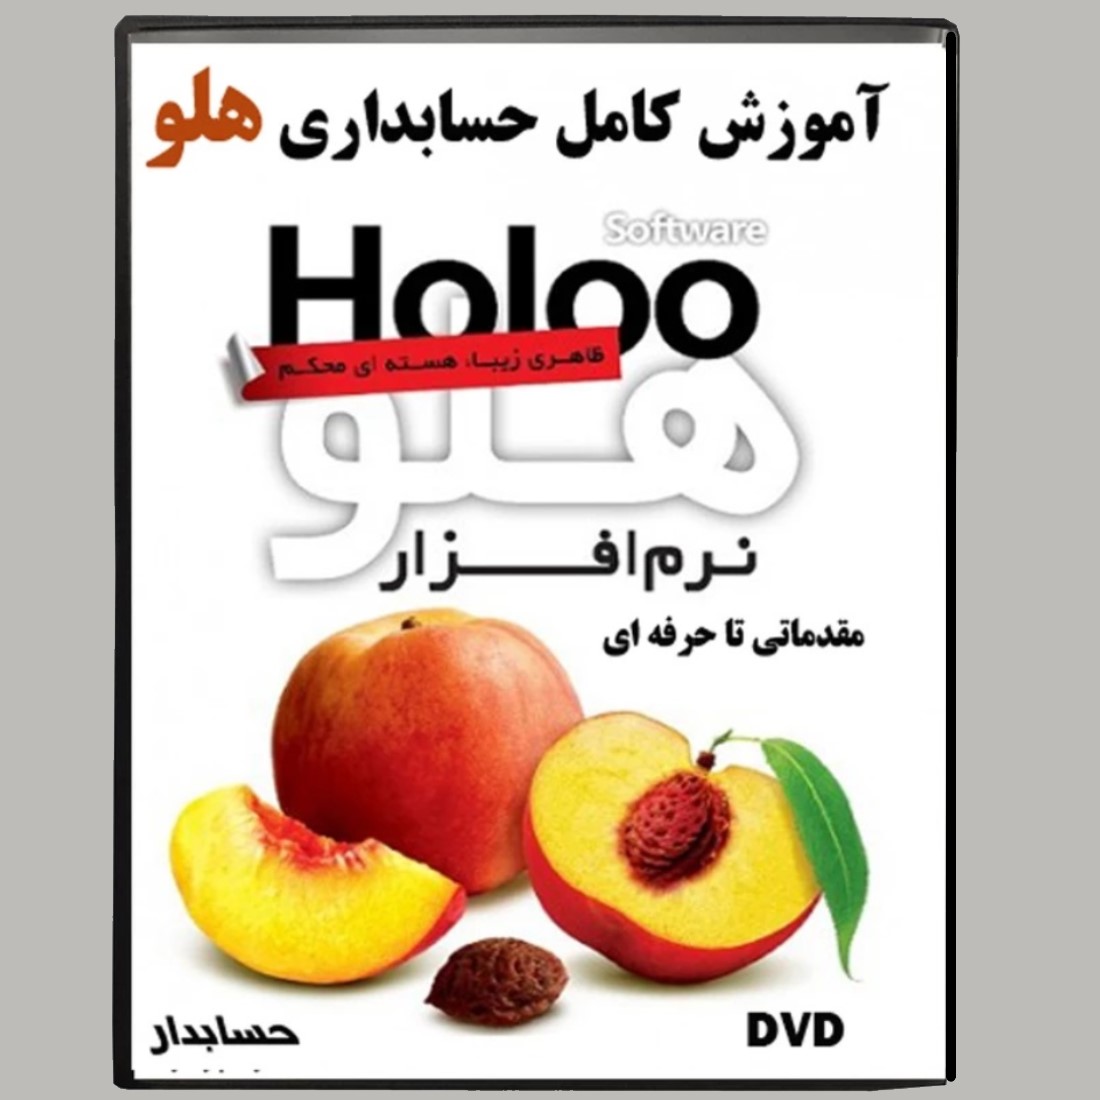 آموزش کامل حسابداری هلو
Software
Holoo
ظاهری زیبا، هسته ای محکم
هلو
نرم‌افزار
مقدماتی تا حرفه ای
حسابدار
DVD